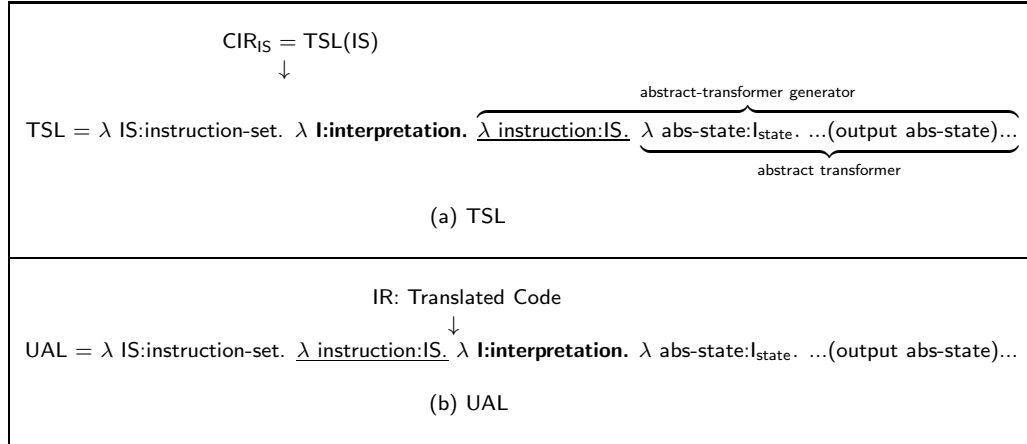 CIR_IS = TSL(IS)
↓
abstract-transformer generator
TSL = λ IS:instruction-set. λ I:interpretation. λ instruction:IS. λ abs-state:I_state. ...(output abs-state)...
abstract transformer
(a) TSL
IR: Translated Code
↓
UAL = λ IS:instruction-set. λ instruction:IS. λ I:interpretation. λ abs-state:I_state. ...(output abs-state)...
(b) UAL